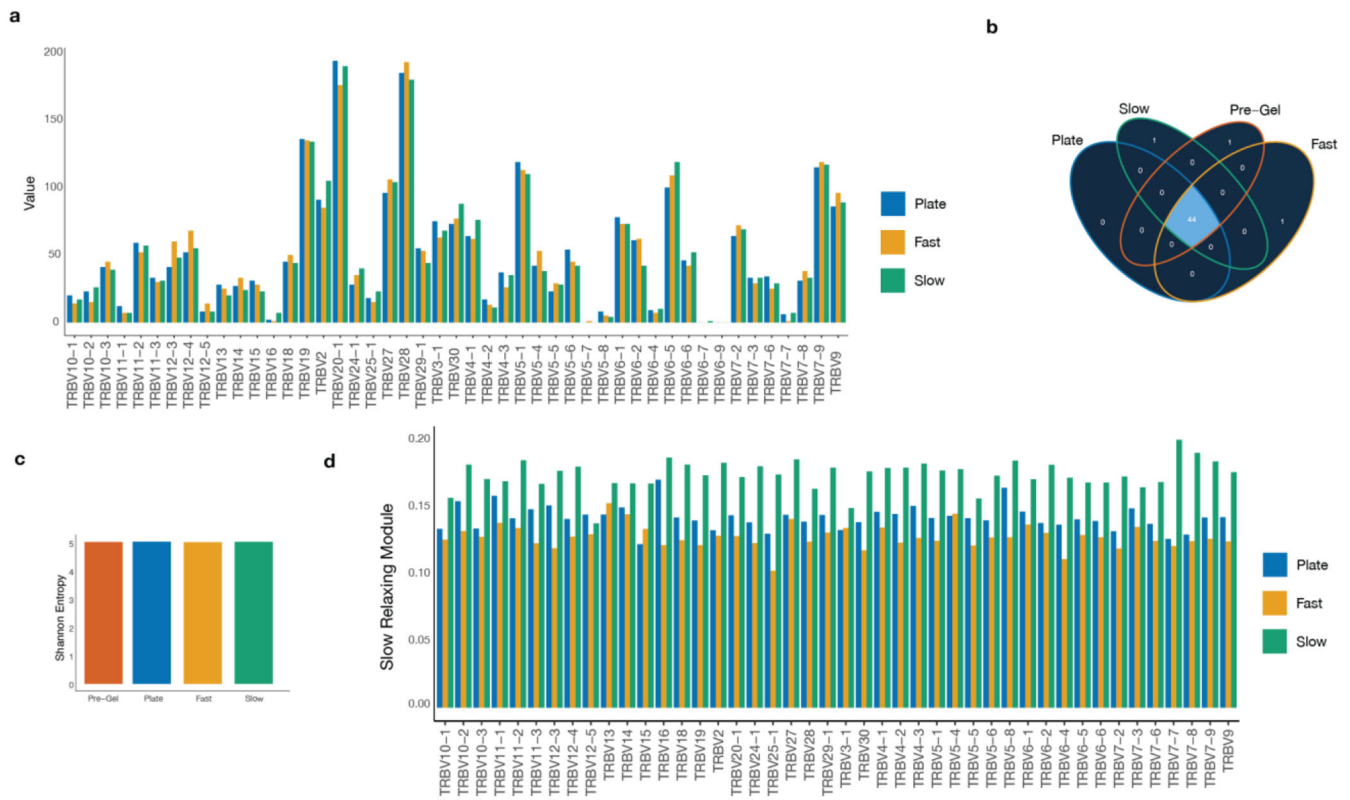 a
Value
200
150
100
50
0
TRBV10-1
TRBV10-2
TRBV10-3
TRBV11-1
TRBV11-2
TRBV11-3
TRBV12-3
TRBV12-4
TRBV12-5
TRBV13
TRBV14
TRBV15
TRBV16
TRBV18
TRBV19
TRBV2
TRBV20-1
TRBV24-1
TRBV25-1
TRBV27
TRBV28
TRBV29-1
TRBV3-1
TRBV30
TRBV4-1
TRBV4-2
TRBV4-3
TRBV5-1
TRBV5-4
TRBV5-5
TRBV5-6
TRBV5-7
TRBV5-8
TRBV6-1
TRBV6-2
TRBV6-4
TRBV6-5
TRBV6-6
TRBV6-7
TRBV6-9
TRBV7-2
TRBV7-3
TRBV7-6
TRBV7-7
TRBV7-8
TRBV7-9
TRBV9
Plate
Fast
Slow
b
Slow
Pre-Gel
Plate
Fast
1 1
0
0 0
0 0
0 44 1
0 0
0 0
0
c
Shannon Entropy
5
4
3
2
1
0
Pre-Gel
Plate
Fast
Slow
d
Slow Relaxing Module
0.20
0.15
0.10
0.05
0.00
TRBV10-1
TRBV10-2
TRBV10-3
TRBV11-1
TRBV11-2
TRBV11-3
TRBV12-3
TRBV12-4
TRBV12-5
TRBV13
TRBV14
TRBV15
TRBV16
TRBV18
TRBV19
TRBV2
TRBV20-1
TRBV24-1
TRBV25-1
TRBV27
TRBV28
TRBV29-1
TRBV3-1
TRBV30
TRBV4-1
TRBV4-2
TRBV4-3
TRBV5-1
TRBV5-4
TRBV5-5
TRBV5-6
TRBV5-8
TRBV6-1
TRBV6-2
TRBV6-4
TRBV6-5
TRBV6-6
TRBV7-2
TRBV7-3
TRBV7-6
TRBV7-7
TRBV7-8
TRBV7-9
TRBV9
Plate
Fast
Slow